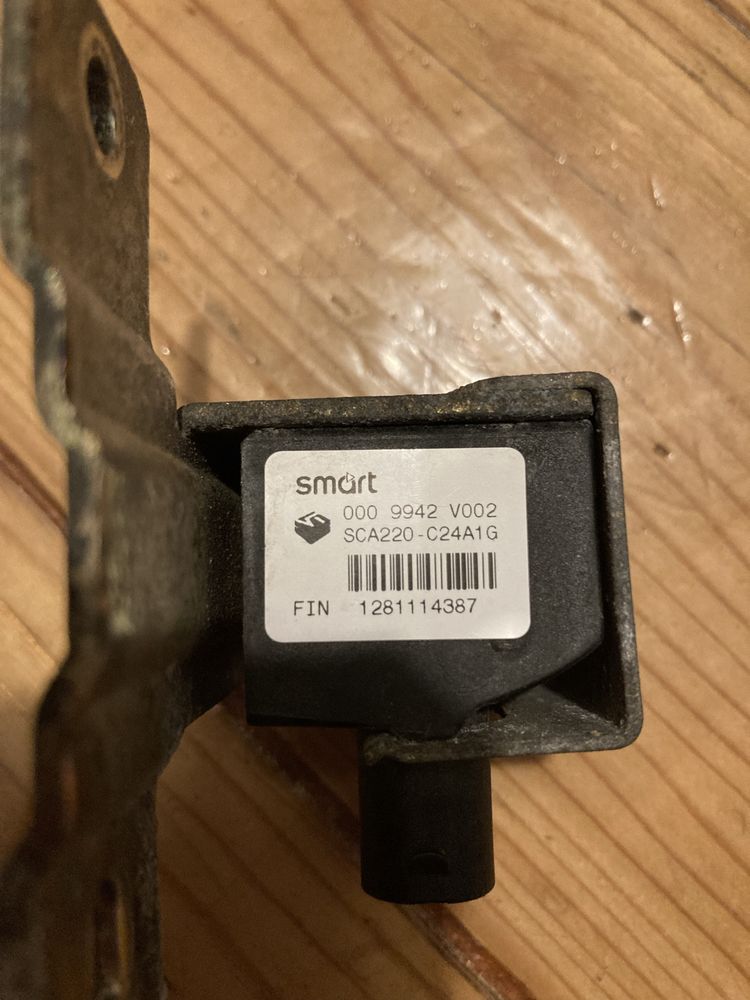 smart
000 9942 V002
SCA220-C24A1G
FIN 1281114387